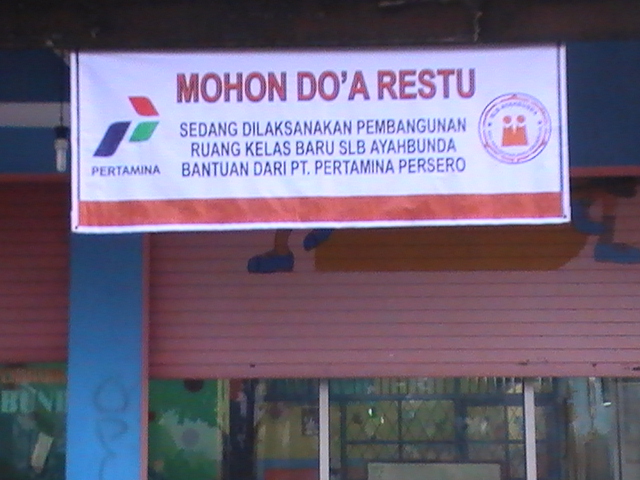 MOHON DO'A RESTU
SEDANG DILAKSANAKAN PEMBANGUNAN
RUANG KELAS BARU SLB AYAHBUNDA
BANTUAN DARI PT. PERTAMINA PERSERO
PERTAMINA